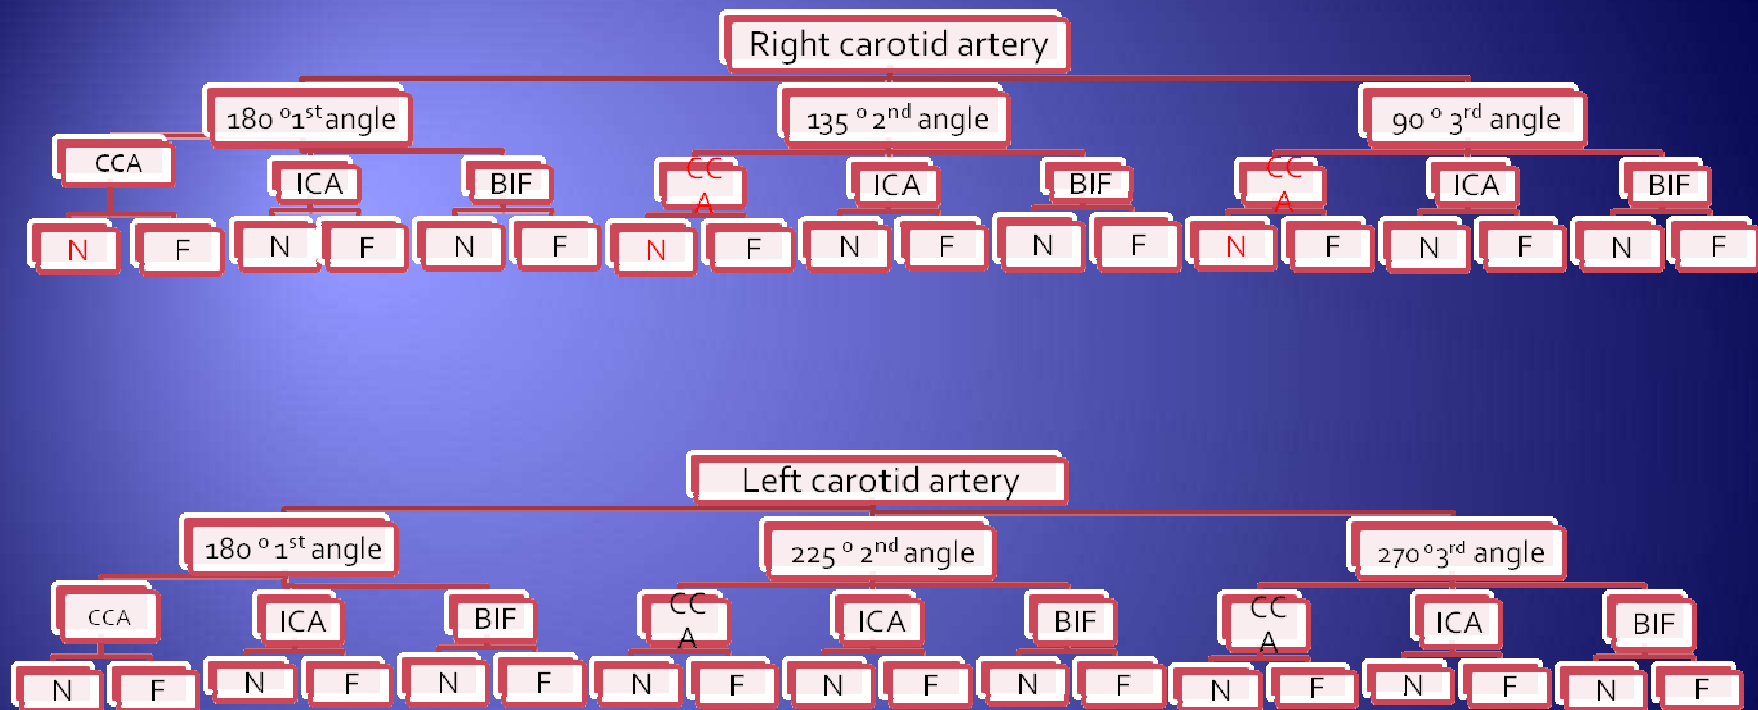 Right carotid artery
180 º1st angle 135 º 2nd angle 90 º 3rd angle
CCA ICA BIF CC A ICA BIF CC A ICA BIF
N F N F N F N F N F N F N F N F N F
Left carotid artery
180 º 1st angle 225 º 2nd angle 270 º 3rd angle
CCA ICA BIF CC A ICA BIF CC A ICA BIF
N F N F N F N F N F N F N F N F N F